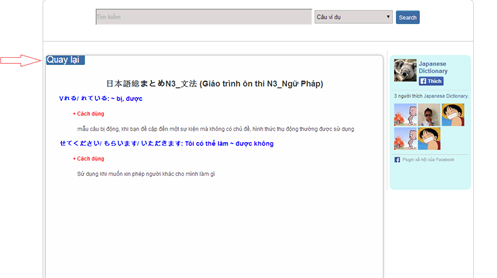 Tìm kiếm
Câu ví dụ
Search
Quay lại
日本語総まとめN3_文法 (Giáo trình ôn thi N3_Ngữ Pháp)
Vれる/ れている: ~ bị, được
+ Cách dùng
mẫu câu bị động, khi bạn đề cập đến một sự kiện mà không có chủ đề, hình thức thụ động thường được sử dụng
せてください/ もらいます/ いただきます: Tôi có thể làm ~ được không
+ Cách dùng
Sử dụng khi muốn xin phép người khác cho mình làm gì
Japanese
Dictionary
Thích
3 người thích Japanese Dictionary.
Plugin xã hội của Facebook